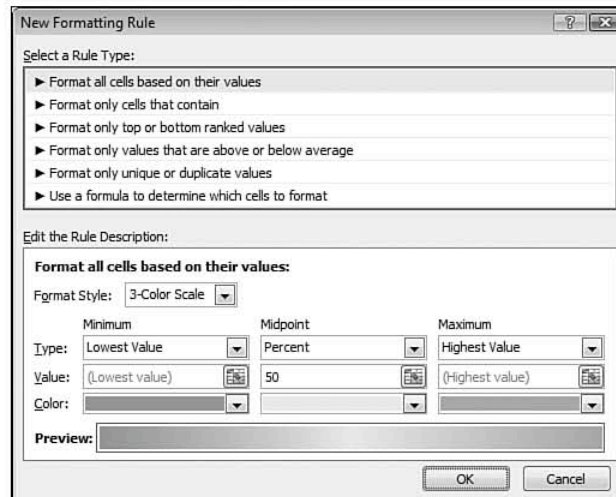 New Formatting Rule
Select a Rule Type:
► Format all cells based on their values
► Format only cells that contain
► Format only top or bottom ranked values
► Format only values that are above or below average
► Format only unique or duplicate values
► Use a formula to determine which cells to format
Edit the Rule Description:
Format all cells based on their values:
Format Style: 3-Color Scale
Minimum Midpoint Maximum
Type: Lowest Value Percent Highest Value
Value: (Lowest value) 50 (Highest value)
Color:
Preview:
OK Cancel